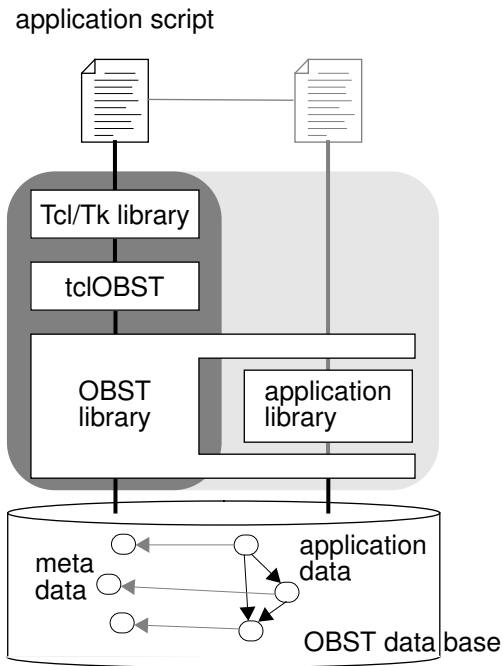 application script
Tcl/Tk library
tclOBST
OBST
library
application
library
meta
data
application
data
OBST data base